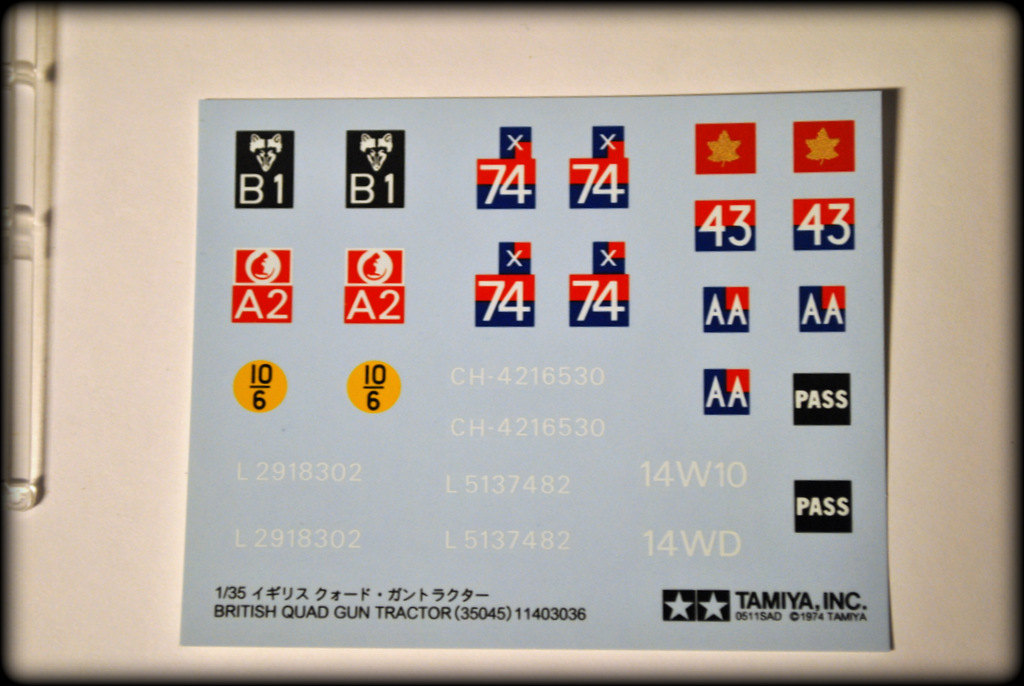 B1
B1
X
74
X
74
43
43
A2
A2
X
74
X
74
AA
AA
10
6
10
6
CH-4216530
AA
PASS
CH-4216530
L 2918302
L 5137482
14W10
PASS
L 2918302
L 5137482
14WD
1/35 イギリス クォード・ガントラクター
BRITISH QUAD GUN TRACTOR (35045) 11403036
TAMIYA, INC.
0511SAD ©1974 TAMIYA